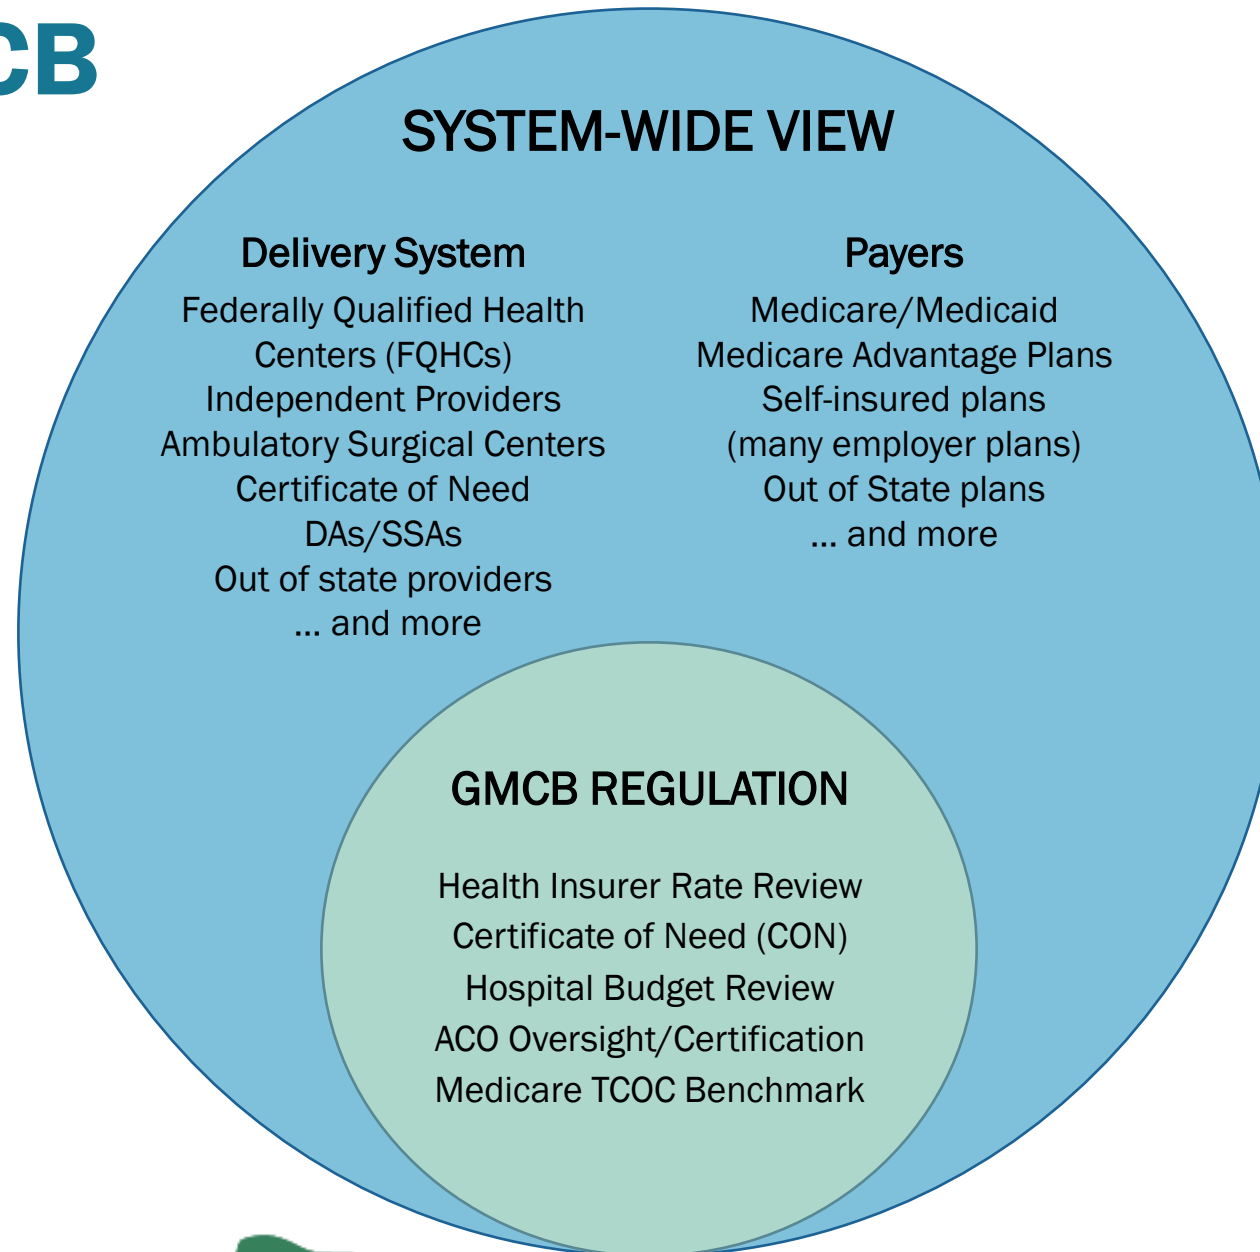 CB
SYSTEM-WIDE VIEW
Delivery System
Federally Qualified Health
Centers (FQHCs)
Independent Providers
Ambulatory Surgical Centers
Certificate of Need
DAs/SSAs
Out of state providers
... and more
Payers
Medicare/Medicaid
Medicare Advantage Plans
Self-insured plans
(many employer plans)
Out of State plans
... and more
GMCB REGULATION
Health Insurer Rate Review
Certificate of Need (CON)
Hospital Budget Review
ACO Oversight/Certification
Medicare TCOC Benchmark